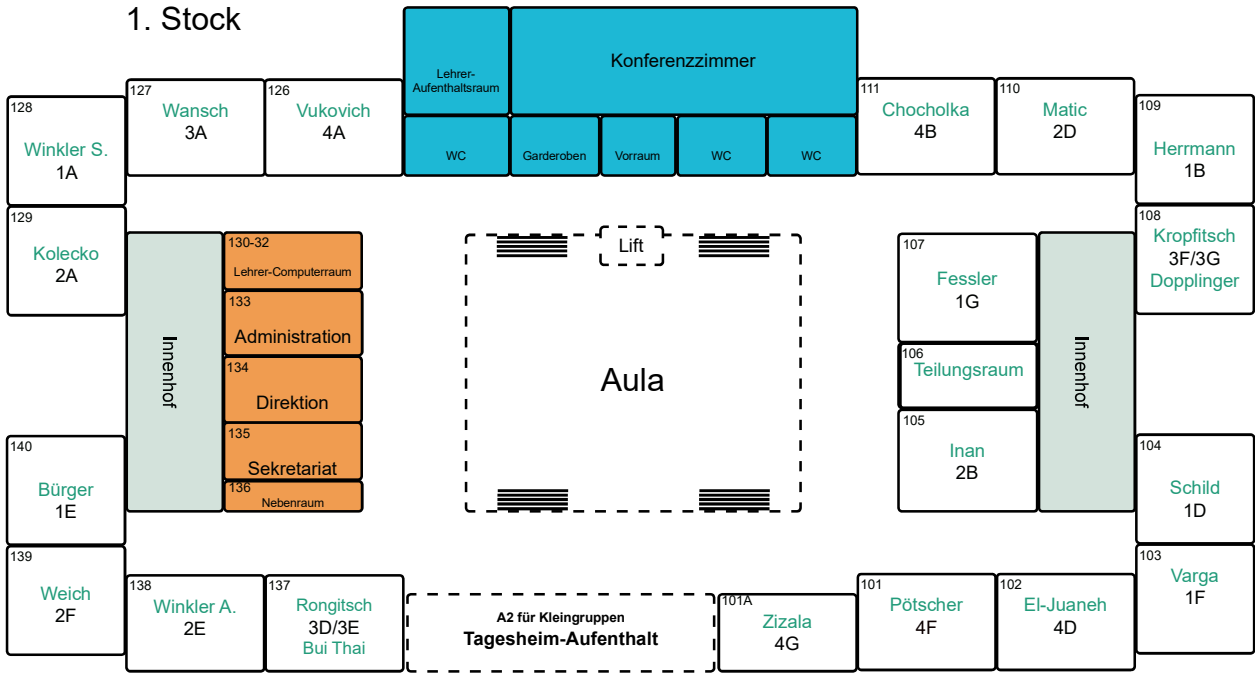 1. Stock
Lehrer-
Aufenthaltsraum
Konferenzzimmer
WC
Garderoben
Vorraum
WC
WC
128
Winkler S.
1A
127
Wansch
3A
126
Vukovich
4A
111
Chocholka
4B
110
Matic
2D
109
Herrmann
1B
129
Kolecko
2A
108
Kropfitsch
3F/3G
Dopplinger
Innenhof
130-32
Lehrer-Computerraum
133
Administration
134
Direktion
135
Sekretariat
136
Nebenraum
Lift
Aula
107
Fessler
1G
106
Teilungsraum
105
Inan
2B
Innenhof
140
Bürger
1E
104
Schild
1D
139
Weich
2F
138
Winkler A.
2E
137
Rongitsch
3D/3E
Bui Thai
A2 für Kleingruppen
Tagesheim-Aufenthalt
101A
Zizala
4G
101
Pötscher
4F
102
El-Juaneh
4D
103
Varga
1F